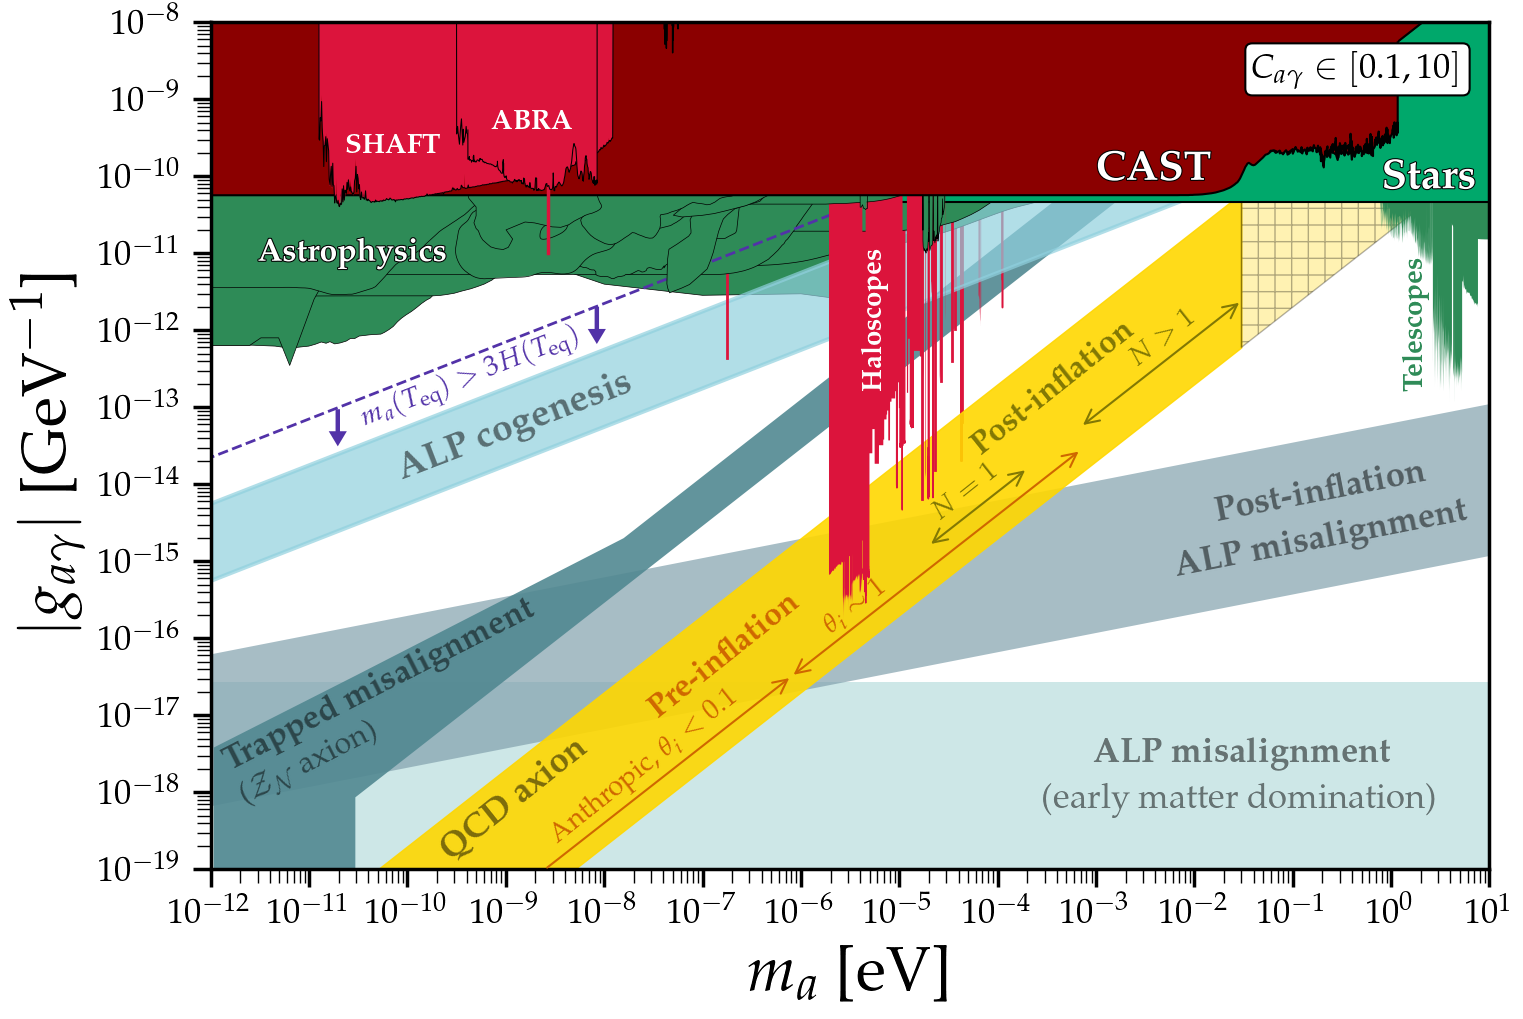 10⁻⁸
10⁻⁹
10⁻¹⁰
10⁻¹¹
10⁻¹²
10⁻¹³
10⁻¹⁴
10⁻¹⁵
10⁻¹⁶
10⁻¹⁷
10⁻¹⁸
10⁻¹⁹
|g_{aγ}| [GeV⁻¹]
C_{aγ} ∈ [0.1, 10]
SHAFT
ABRA
CAST
Stars
Astrophysics
Haloscopes
Telescopes
m_a(T_eq) > 3H(T_eq)
ALP cogenesis
Post-inflation
N > 1
N = 1
Post-inflation
ALP misalignment
θ_i ~ 1
Pre-inflation
Anthropic, θ_i < 0.1
QCD axion
Trapped misalignment
(𝒵_𝒩 axion)
ALP misalignment
(early matter domination)
10⁻¹² 10⁻¹¹ 10⁻¹⁰ 10⁻⁹ 10⁻⁸ 10⁻⁷ 10⁻⁶ 10⁻⁵ 10⁻⁴ 10⁻³ 10⁻² 10⁻¹ 10⁰ 10¹
m_a [eV]